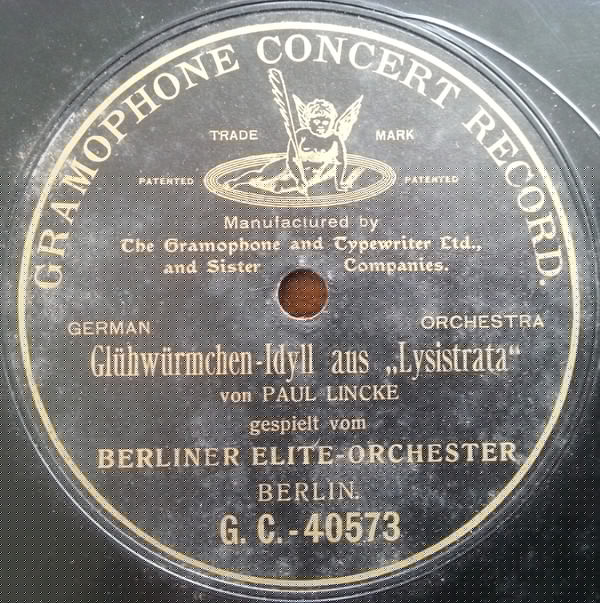 GRAMOPHONE CONCERT RECORD.
TRADE MARK
PATENTED PATENTED
Manufactured by
The Gramophone and Typewriter Ltd.,
and Sister Companies.
GERMAN ORCHESTRA
Glühwürmchen-Idyll aus „Lysistrata“
von PAUL LINCKE
gespielt vom
BERLINER ELITE-ORCHESTER
BERLIN.
G. C.-40573